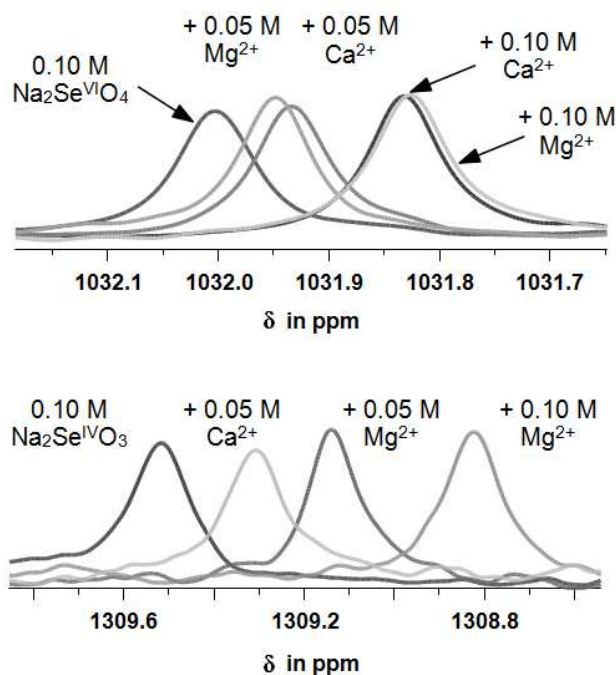 + 0.05 M + 0.05 M
Mg²⁺ Ca²⁺
0.10 M
Na₂SeⱽᴵO₄
+ 0.10 M
Ca²⁺
+ 0.10 M
Mg²⁺
1032.1 1032.0 1031.9 1031.8 1031.7
δ in ppm
0.10 M + 0.05 M + 0.05 M + 0.10 M
Na₂SeᴵⱽO₃ Ca²⁺ Mg²⁺ Mg²⁺
1309.6 1309.2 1308.8
δ in ppm